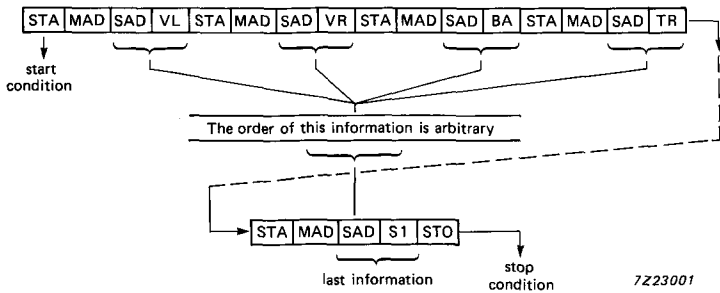 STA MAD SAD VL STA MAD SAD VR STA MAD SAD BA STA MAD SAD TR
start
condition
The order of this information is arbitrary
STA MAD SAD S1 STO
last information
stop
condition
7Z23001